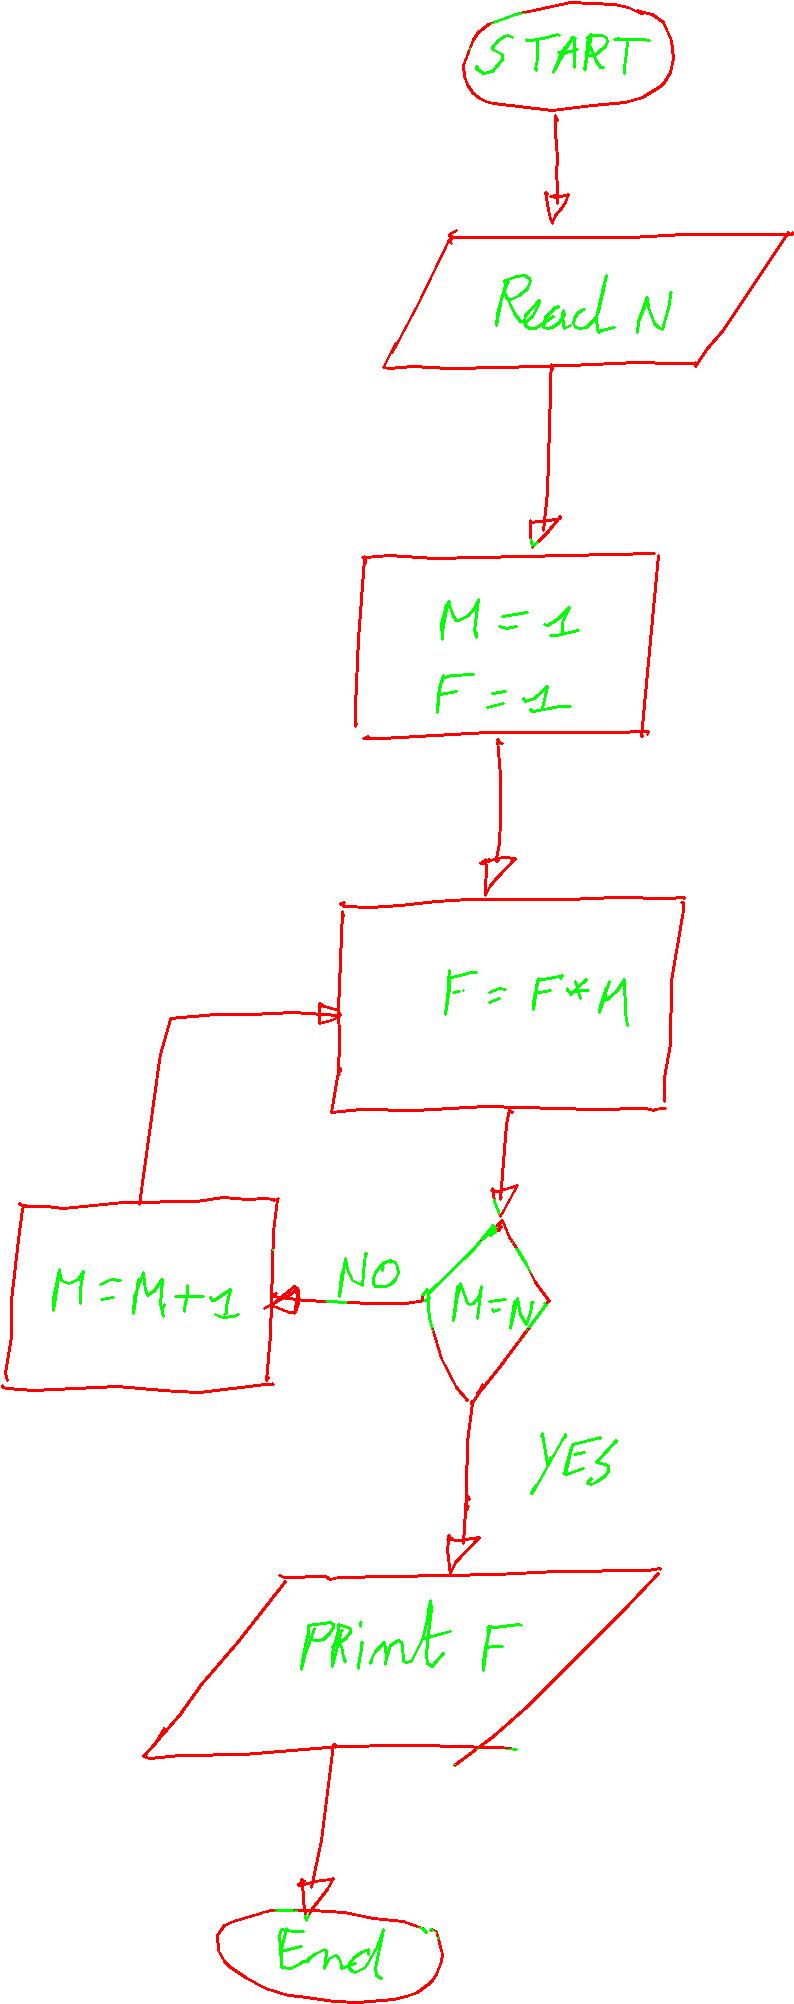 START
Read N
M = 1
F = 1
F = F * M
M = N
NO
M = M + 1
YES
PRint F
End